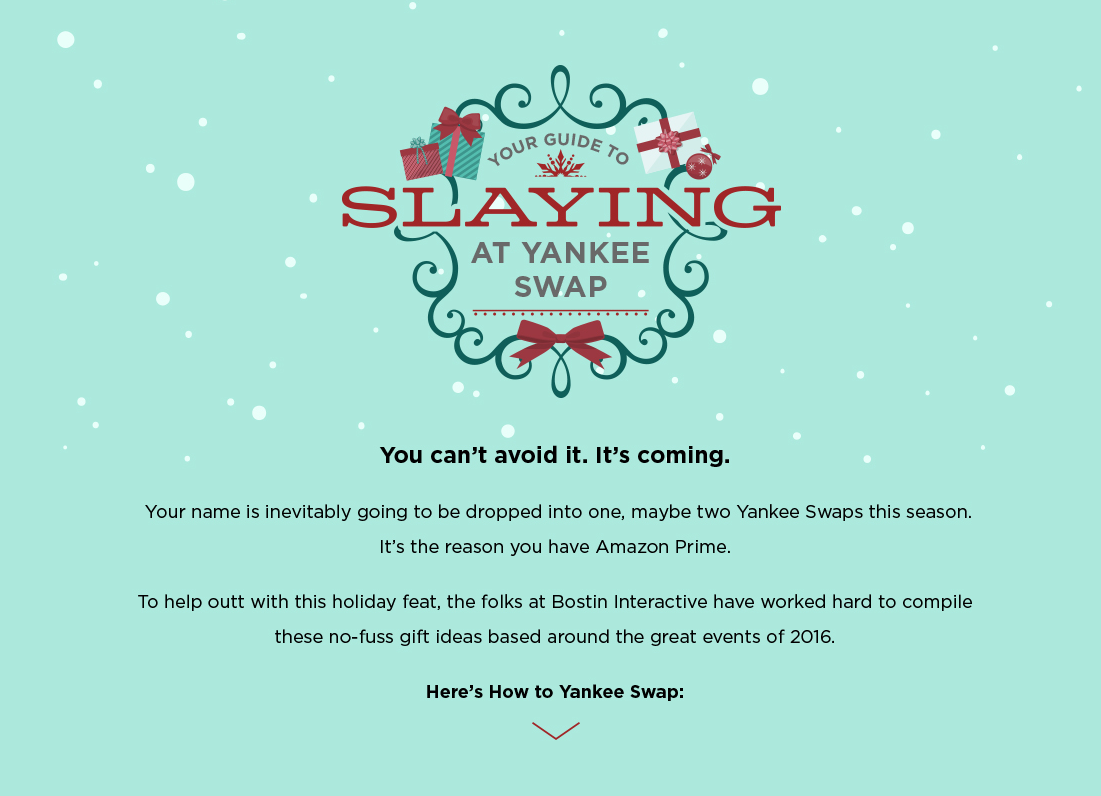 YOUR GUIDE TO
SLAYING
AT YANKEE
SWAP
You can't avoid it. It's coming.
Your name is inevitably going to be dropped into one, maybe two Yankee Swaps this season.
It's the reason you have Amazon Prime.
To help outt with this holiday feat, the folks at Bostin Interactive have worked hard to compile
these no-fuss gift ideas based around the great events of 2016.
Here's How to Yankee Swap: